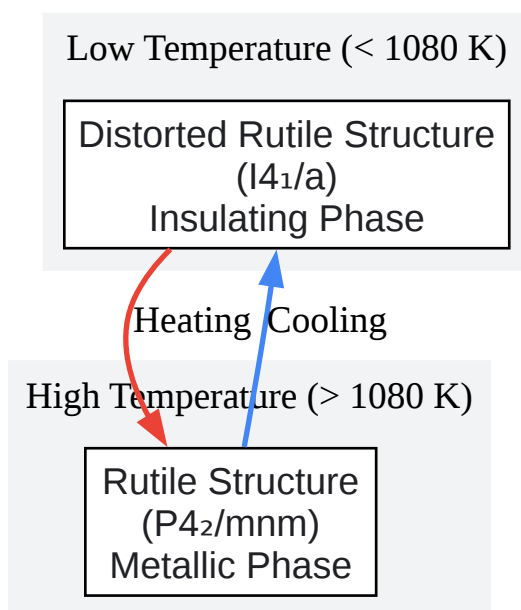 Low Temperature (< 1080 K)
Distorted Rutile Structure
(I4₁/a)
Insulating Phase
Heating Cooling
High Temperature (> 1080 K)
Rutile Structure
(P4₂/mnm)
Metallic Phase